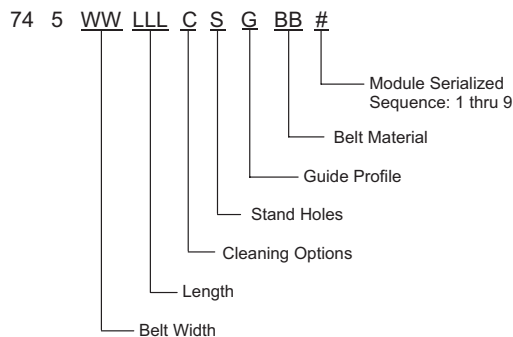 74 5 WW LLL C S G BB #
Module Serialized
Sequence: 1 thru 9
Belt Material
Guide Profile
Stand Holes
Cleaning Options
Length
Belt Width